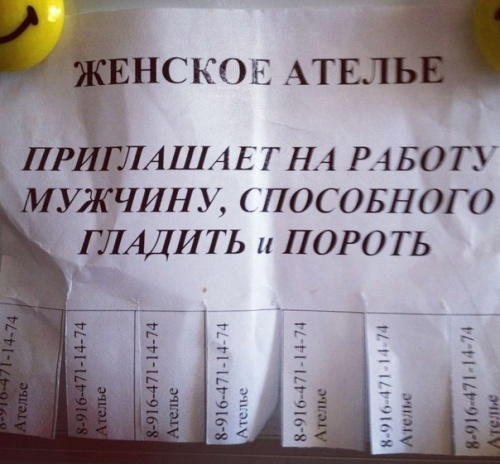 ЖЕНСКОЕ АТЕЛЬЕ
ПРИГЛАШАЕТ НА РАБОТУ
МУЖЧИНУ, СПОСОБНОГО
ГЛАДИТЬ и ПОРОТЬ
8-916-471-14-74
Ателье
8-916-471-14-74
Ателье
8-916-471-14-74
Ателье
8-916-471-14-74
Ателье
8-916-471-14-74
Ателье
8-916-471-14-74
Ателье
8-916-471-14-74
Ателье